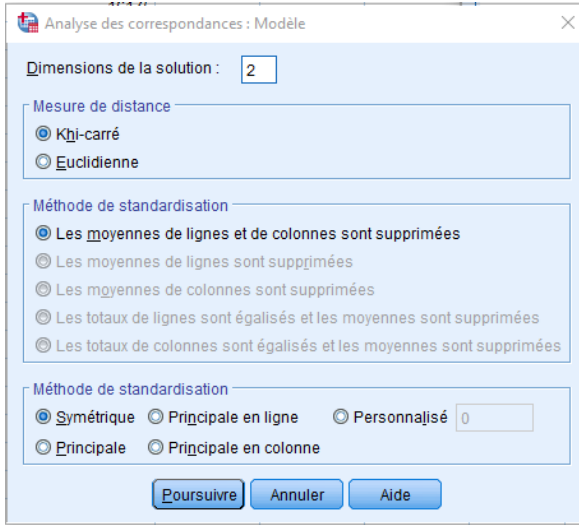 Analyse des correspondances : Modèle
Dimensions de la solution : 2
Mesure de distance
Khi-carré
Euclidienne
Méthode de standardisation
Les moyennes de lignes et de colonnes sont supprimées
Les moyennes de lignes sont supprimées
Les moyennes de colonnes sont supprimées
Les totaux de lignes sont égalisés et les moyennes sont supprimés
Les totaux de colonnes sont égalisés et les moyennes sont supprimés
Méthode de standardisation
Symétrique Principale en ligne Personnalisé 0
Principale Principale en colonne
Poursuivre Annuler Aide